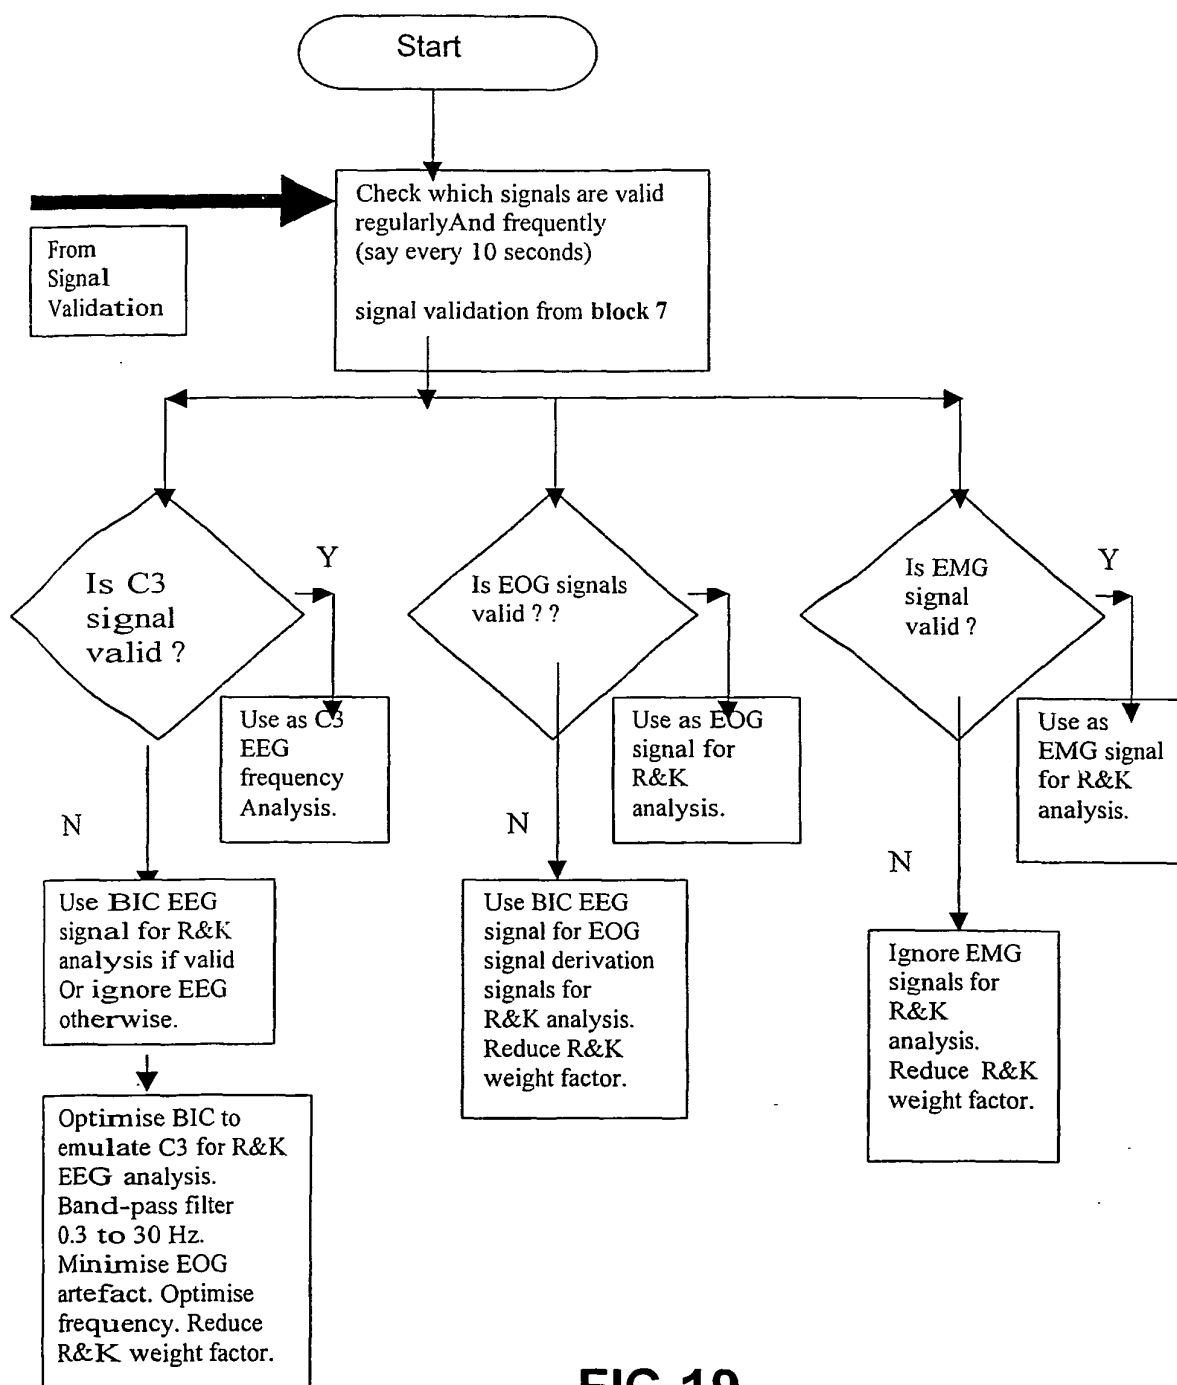 Start
Check which signals are valid
regularlyAnd frequently
(say every 10 seconds)
signal validation from block 7
From
Signal
Validation
Is C3
signal
valid ?
Y
N
Use as C3
EEG
frequency
Analysis.
Use BIC EEG
signal for R&K
analysis if valid
Or ignore EEG
otherwise.
Optimise BIC to
emulate C3 for R&K
EEG analysis.
Band-pass filter
0.3 to 30 Hz.
Minimise EOG
artefact. Optimise
frequency. Reduce
R&K weight factor.
Is EOG signals
valid ? ?
N
Use as EOG
signal for
R&K
analysis.
Use BIC EEG
signal for EOG
signal derivation
signals for
R&K analysis.
Reduce R&K
weight factor.
Is EMG
signal
valid ?
Y
N
Use as
EMG signal
for R&K
analysis.
Ignore EMG
signals for
R&K
analysis.
Reduce R&K
weight factor.
FIG 19